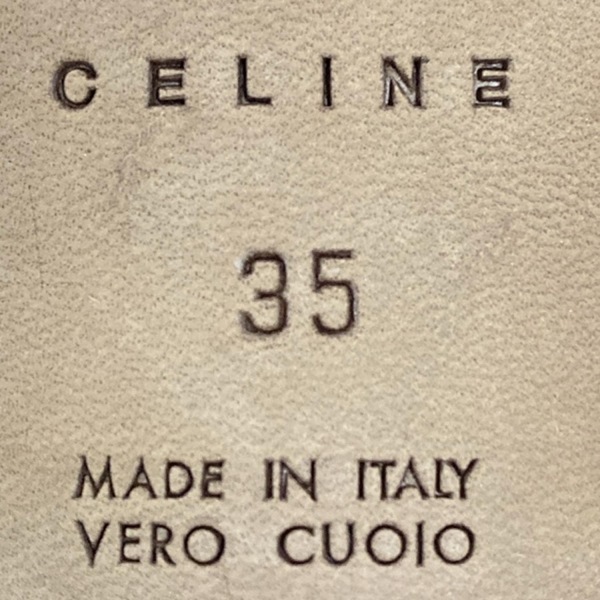 CELINE
35
MADE IN ITALY
VERO CUOIO